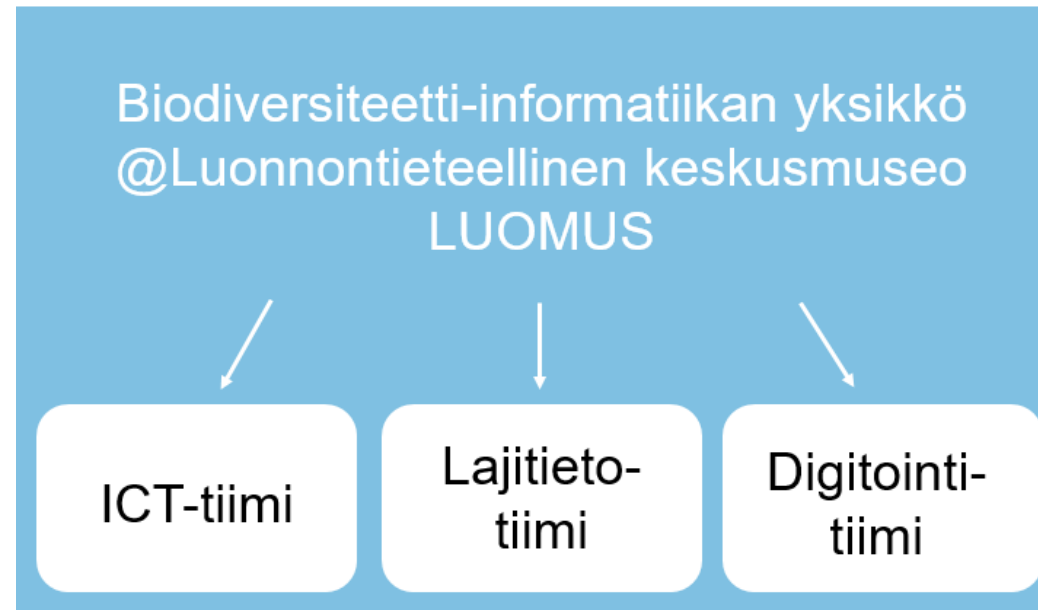 Biodiversiteetti-informatiikan yksikkö
@Luonnontieteellinen keskusmuseo
LUOMUS
ICT-tiimi
Lajitieto-
tiimi
Digitointi-
tiimi